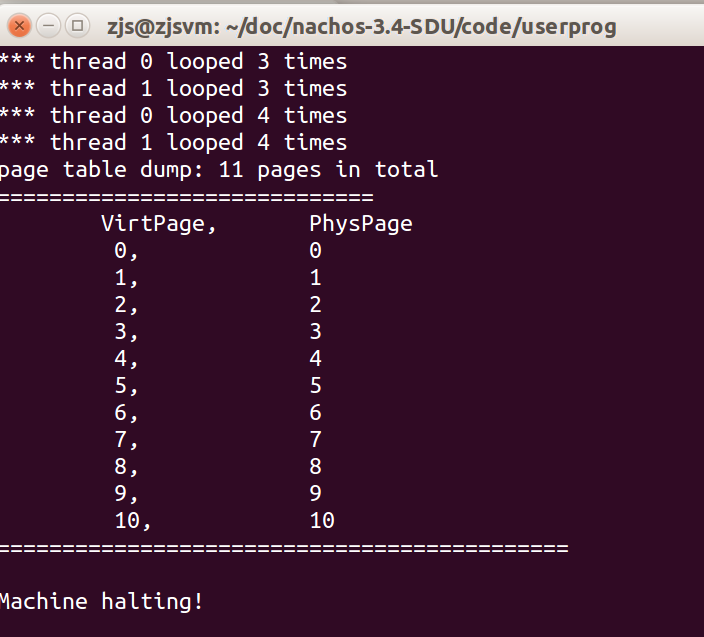 zjs@zjsvm: ~/doc/nachos-3.4-SDU/code/userprog
*** thread 0 looped 3 times
*** thread 1 looped 3 times
*** thread 0 looped 4 times
*** thread 1 looped 4 times
page table dump: 11 pages in total
=============================
VirtPage, PhysPage
0, 0
1, 1
2, 2
3, 3
4, 4
5, 5
6, 6
7, 7
8, 8
9, 9
10, 10
============================================
Machine halting!